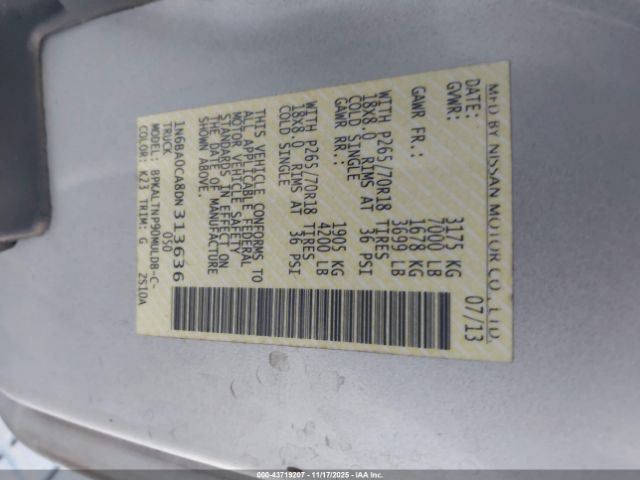 MFD BY NISSAN MOTOR CO., LTD.
DATE: 07/13
GVWR: 3175 KG
7000 LB
GAWR FR.: 1678 KG
3699 LB
WITH P265/70R18 TIRES
18X8.0 RIMS AT 36 PSI
COLD SINGLE
GAWR RR.: 1905 KG
4200 LB
WITH P265/70R18 TIRES
18X8.0 RIMS AT 36 PSI
COLD SINGLE
THIS VEHICLE CONFORMS TO
ALL APPLICABLE FEDERAL
MOTOR VEHICLE SAFETY
STANDARDS IN EFFECT ON
THE DATE OF MANUFACTURE
SHOWN ABOVE.
1N6BA0CA8DN313636
TRUCK 050
MODEL: BPKALTNP90MULDB-C-
COLOR: K23 TRIM: G 2510A
000-43719207 - 11/17/2025 - IAAI Inc. Copyright